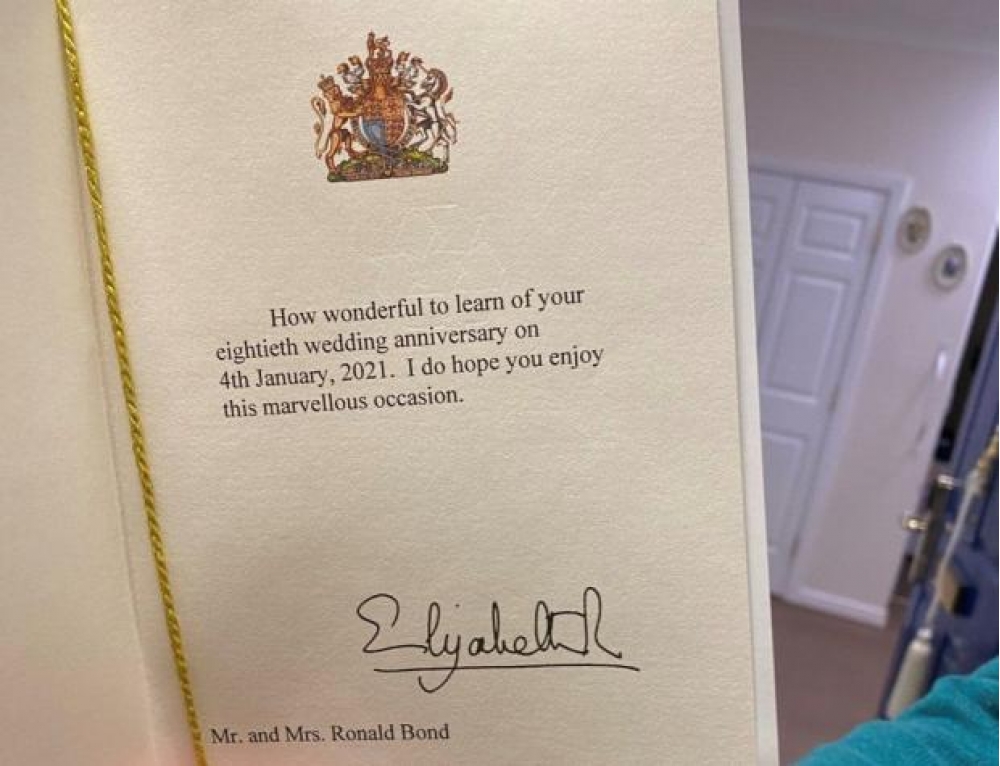 How wonderful to learn of your
eightieth wedding anniversary on
4th January, 2021. I do hope you enjoy
this marvellous occasion.
Elizabeth R
Mr. and Mrs. Ronald Bond